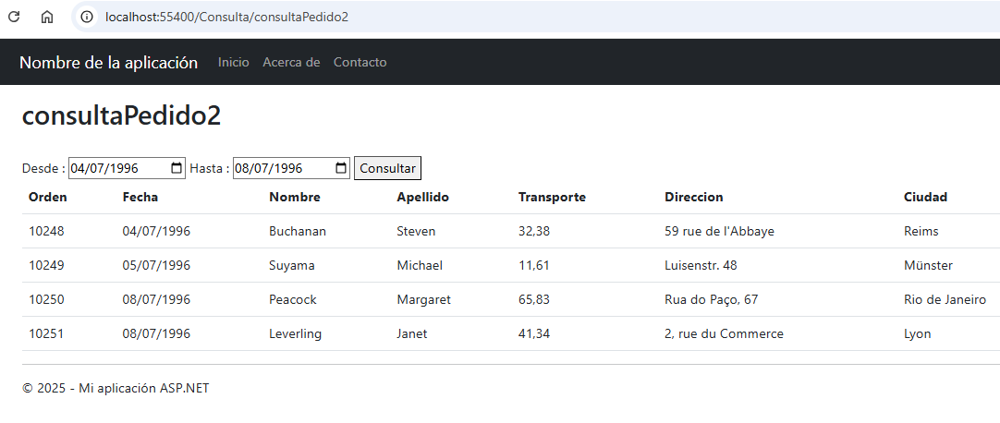 localhost:55400/Consulta/consultaPedido2
Nombre de la aplicación Inicio Acerca de Contacto
consultaPedido2
Desde : 04/07/1996 Hasta : 08/07/1996 Consultar
Orden Fecha Nombre Apellido Transporte Direccion Ciudad
10248 04/07/1996 Buchanan Steven 32,38 59 rue de l'Abbaye Reims
10249 05/07/1996 Suyama Michael 11,61 Luisenstr. 48 Münster
10250 08/07/1996 Peacock Margaret 65,83 Rua do Paço, 67 Rio de Janeiro
10251 08/07/1996 Leverling Janet 41,34 2, rue du Commerce Lyon
© 2025 - Mi aplicación ASP.NET